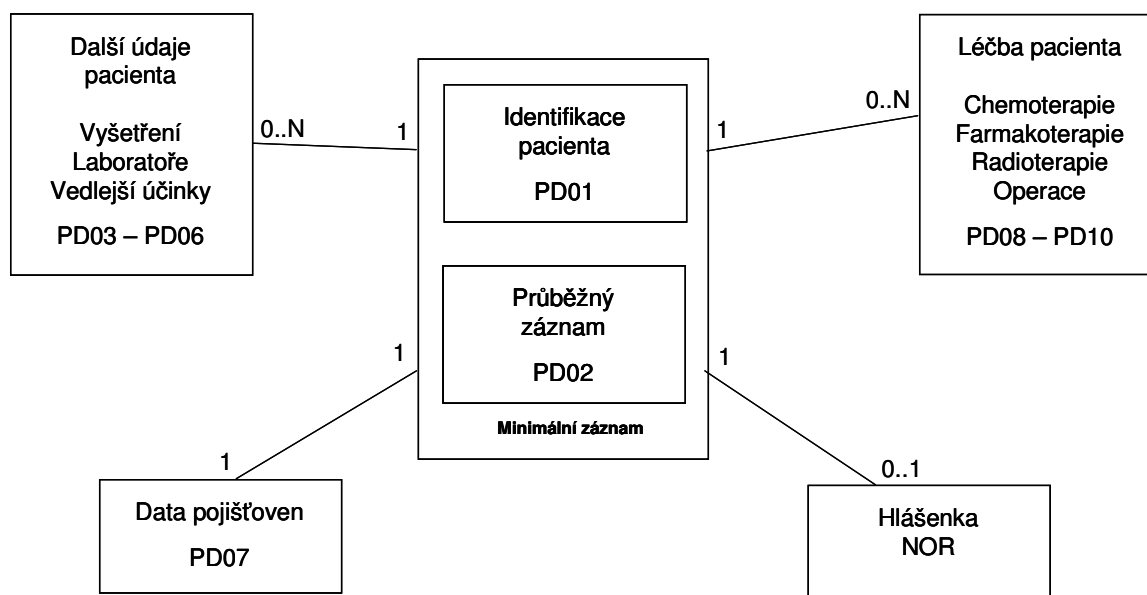 Další údaje
pacienta
Vyšetření
Laboratoře
Vedlejší účinky
PD03 – PD06
0..N
1
Identifikace
pacienta
PD01
1
0..N
Léčba pacienta
Chemoterapie
Farmakoterapie
Radioterapie
Operace
PD08 – PD10
Průběžný
záznam
PD02
Minimální záznam
1
1
1
0..1
Data pojišťoven
PD07
Hlášenka
NOR